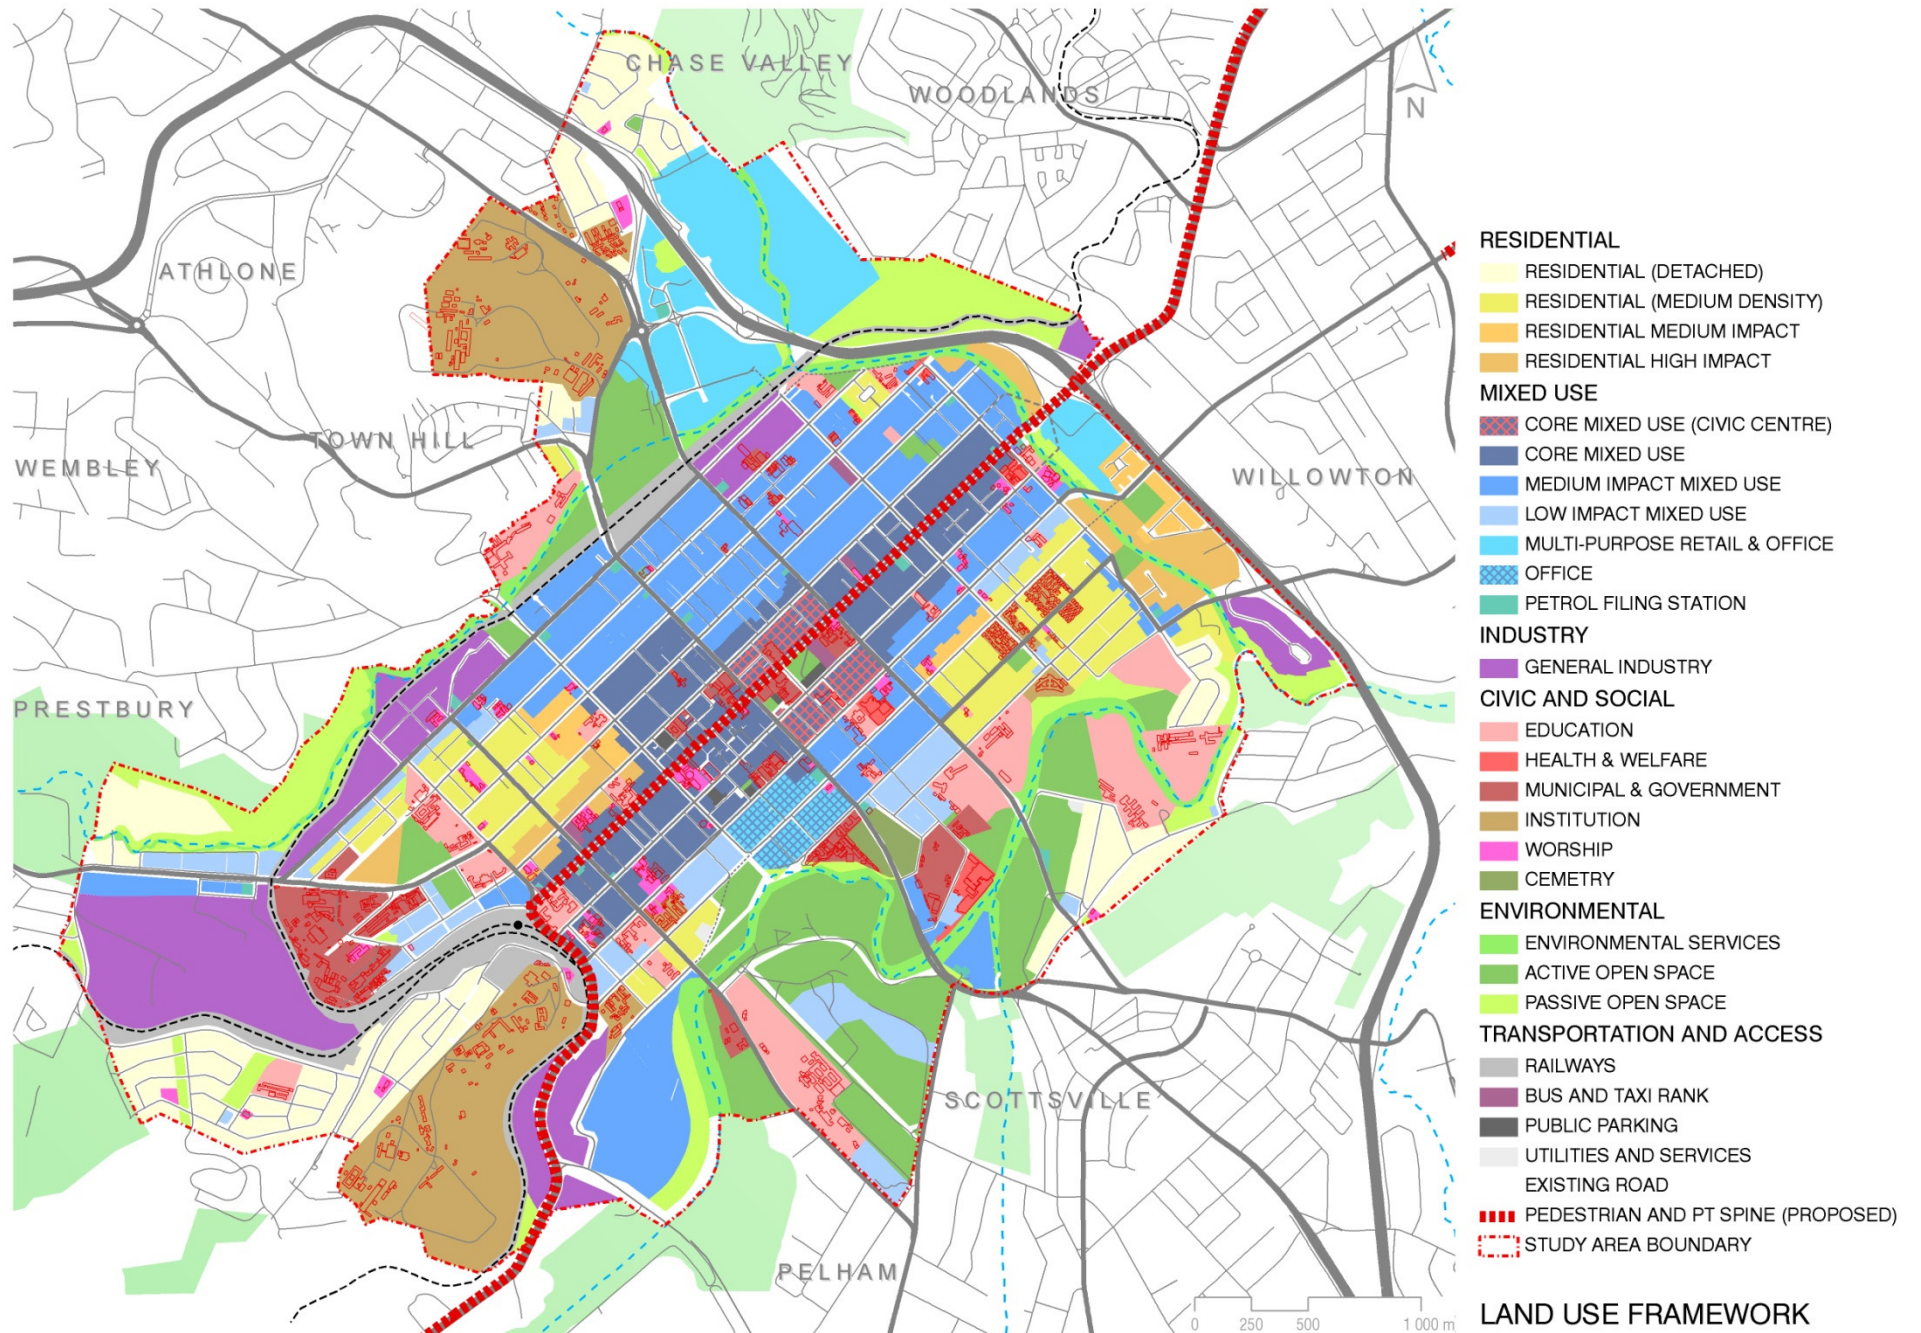 CHASE VALLEY
WOODLANDS
N
ATHLONE
TOWN HILL
WEMBLEY
WILLOWTON
PRESTBURY
SCOTTSVILLE
PELHAM
0 250 500 1 000 m
RESIDENTIAL
RESIDENTIAL (DETACHED)
RESIDENTIAL (MEDIUM DENSITY)
RESIDENTIAL MEDIUM IMPACT
RESIDENTIAL HIGH IMPACT
MIXED USE
CORE MIXED USE (CIVIC CENTRE)
CORE MIXED USE
MEDIUM IMPACT MIXED USE
LOW IMPACT MIXED USE
MULTI-PURPOSE RETAIL & OFFICE
OFFICE
PETROL FILING STATION
INDUSTRY
GENERAL INDUSTRY
CIVIC AND SOCIAL
EDUCATION
HEALTH & WELFARE
MUNICIPAL & GOVERNMENT
INSTITUTION
WORSHIP
CEMETRY
ENVIRONMENTAL
ENVIRONMENTAL SERVICES
ACTIVE OPEN SPACE
PASSIVE OPEN SPACE
TRANSPORTATION AND ACCESS
RAILWAYS
BUS AND TAXI RANK
PUBLIC PARKING
UTILITIES AND SERVICES
EXISTING ROAD
PEDESTRIAN AND PT SPINE (PROPOSED)
STUDY AREA BOUNDARY
LAND USE FRAMEWORK